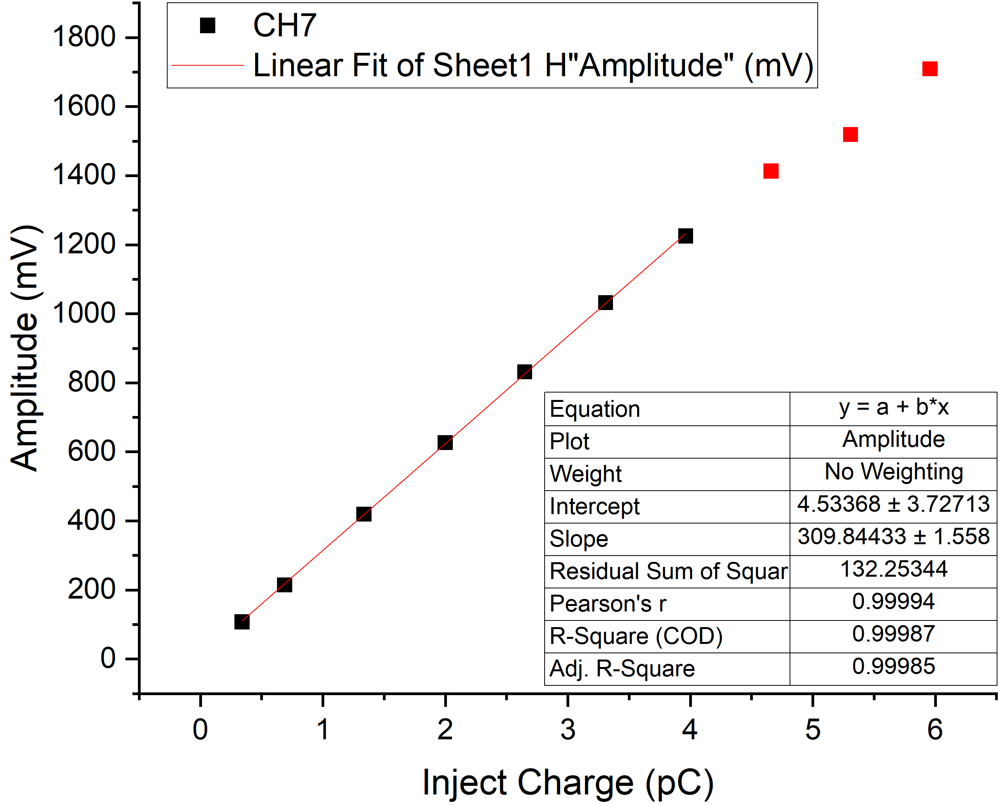 CH7
Linear Fit of Sheet1 H"Amplitude" (mV)
1800
1600
1400
1200
1000
800
600
400
200
0
Amplitude (mV)
Equation y = a + b*x
Plot Amplitude
Weight No Weighting
Intercept 4.53368 ± 3.72713
Slope 309.84433 ± 1.558
Residual Sum of Squar 132.25344
Pearson's r 0.99994
R-Square (COD) 0.99987
Adj. R-Square 0.99985
0 1 2 3 4 5 6
Inject Charge (pC)